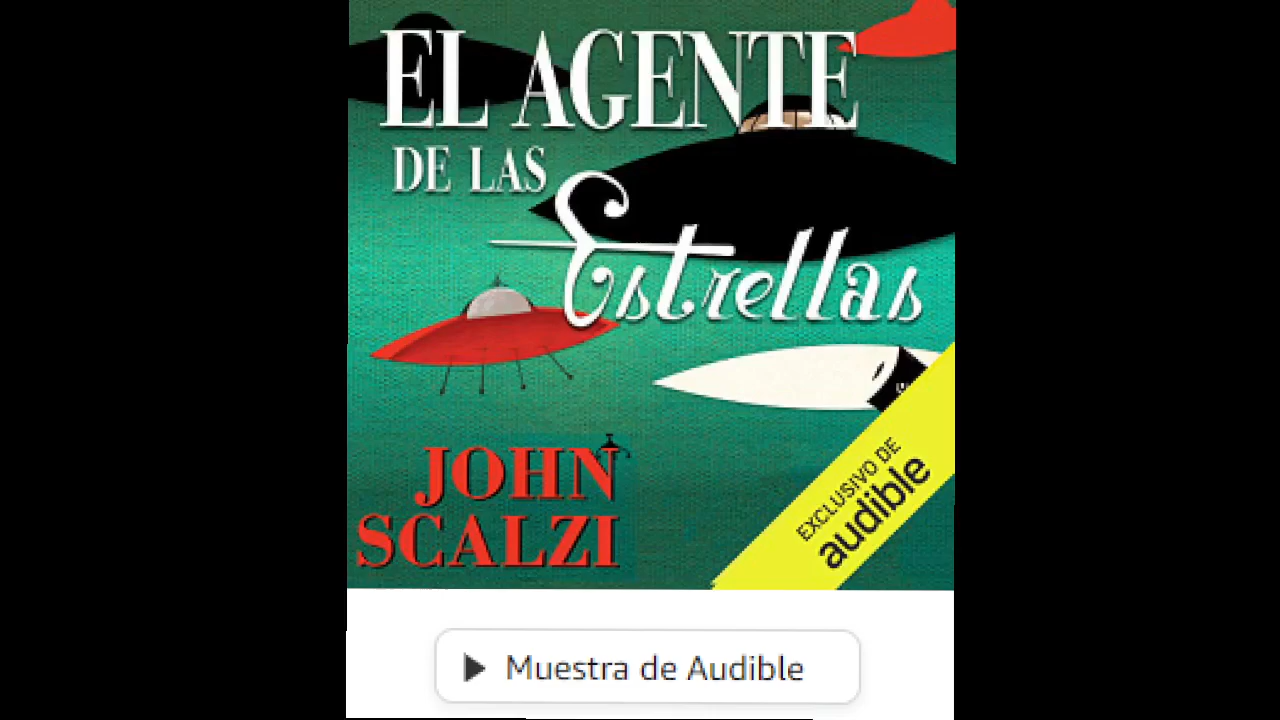 EL AGENTE
DE LAS
Estrellas
JOHN
SCALZI
EXCLUSIVO DE
audible
Muestra de Audible